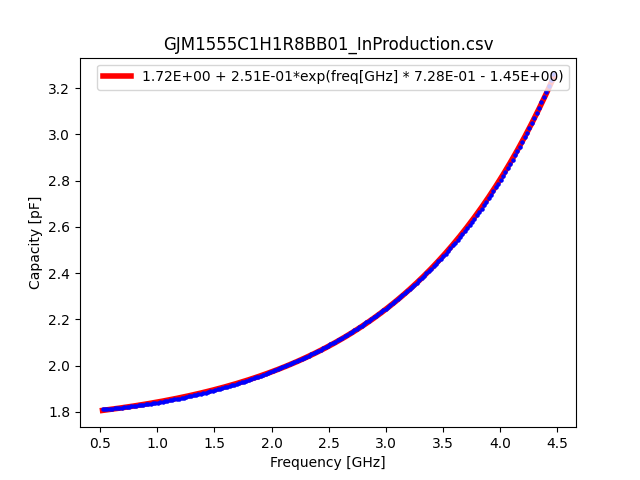 GJM1555C1H1R8BB01_InProduction.csv
1.72E+00 + 2.51E-01*exp(freq[GHz] * 7.28E-01 - 1.45E+00)
3.2
3.0
2.8
2.6
2.4
2.2
2.0
1.8
Capacity [pF]
0.5 1.0 1.5 2.0 2.5 3.0 3.5 4.0 4.5
Frequency [GHz]